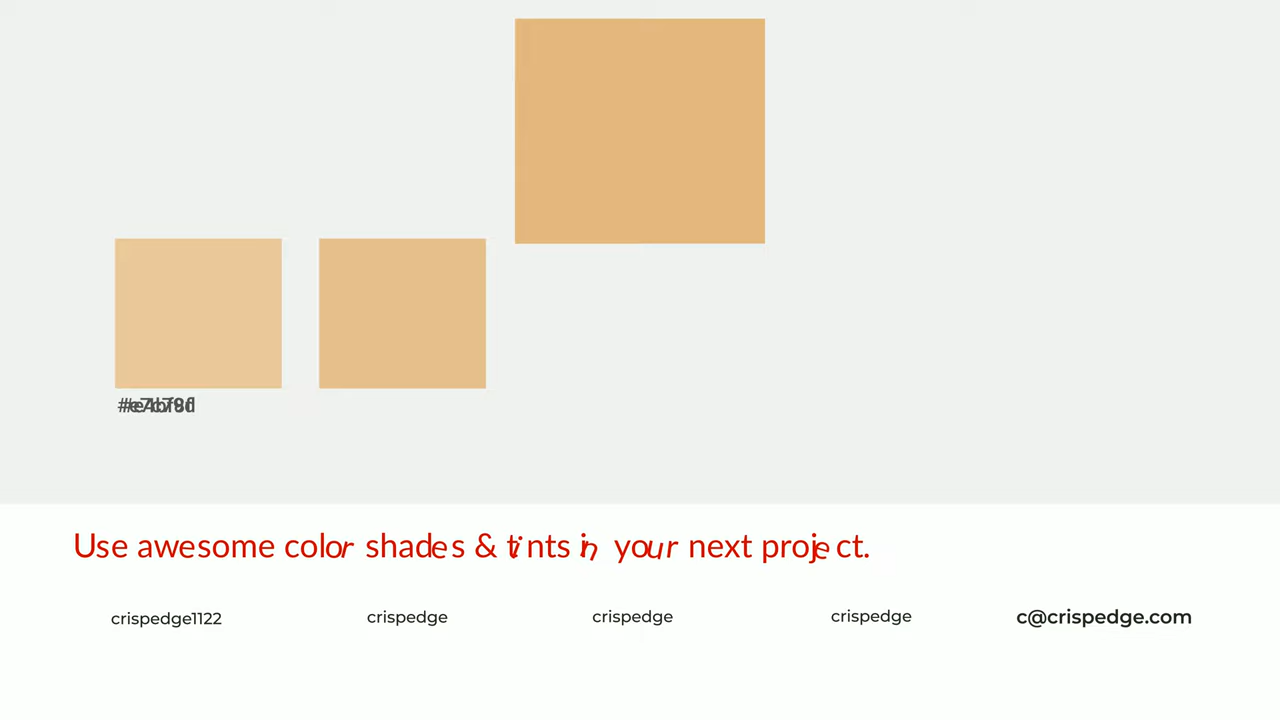 Use awesome color shades & tints in your next project.
crispedge1122 crispedge crispedge crispedge c@crispedge.com